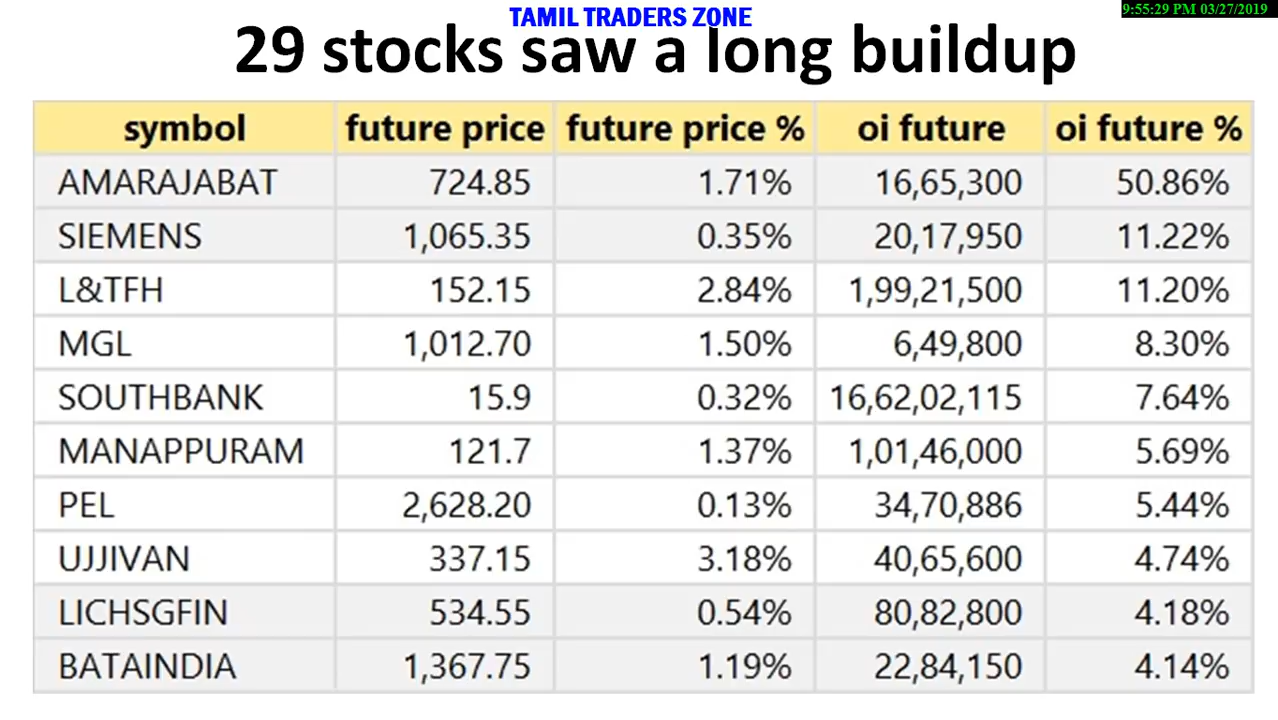 TAMIL TRADERS ZONE
9:55:29 PM 03/27/2019
29 stocks saw a long buildup
symbol future price future price % oi future oi future %
AMARAJABAT 724.85 1.71% 16,65,300 50.86%
SIEMENS 1,065.35 0.35% 20,17,950 11.22%
L&TFH 152.15 2.84% 1,99,21,500 11.20%
MGL 1,012.70 1.50% 6,49,800 8.30%
SOUTHBANK 15.9 0.32% 16,62,02,115 7.64%
MANAPPURAM 121.7 1.37% 1,01,46,000 5.69%
PEL 2,628.20 0.13% 34,70,886 5.44%
UJJIVAN 337.15 3.18% 40,65,600 4.74%
LICHSGFIN 534.55 0.54% 80,82,800 4.18%
BATAINDIA 1,367.75 1.19% 22,84,150 4.14%